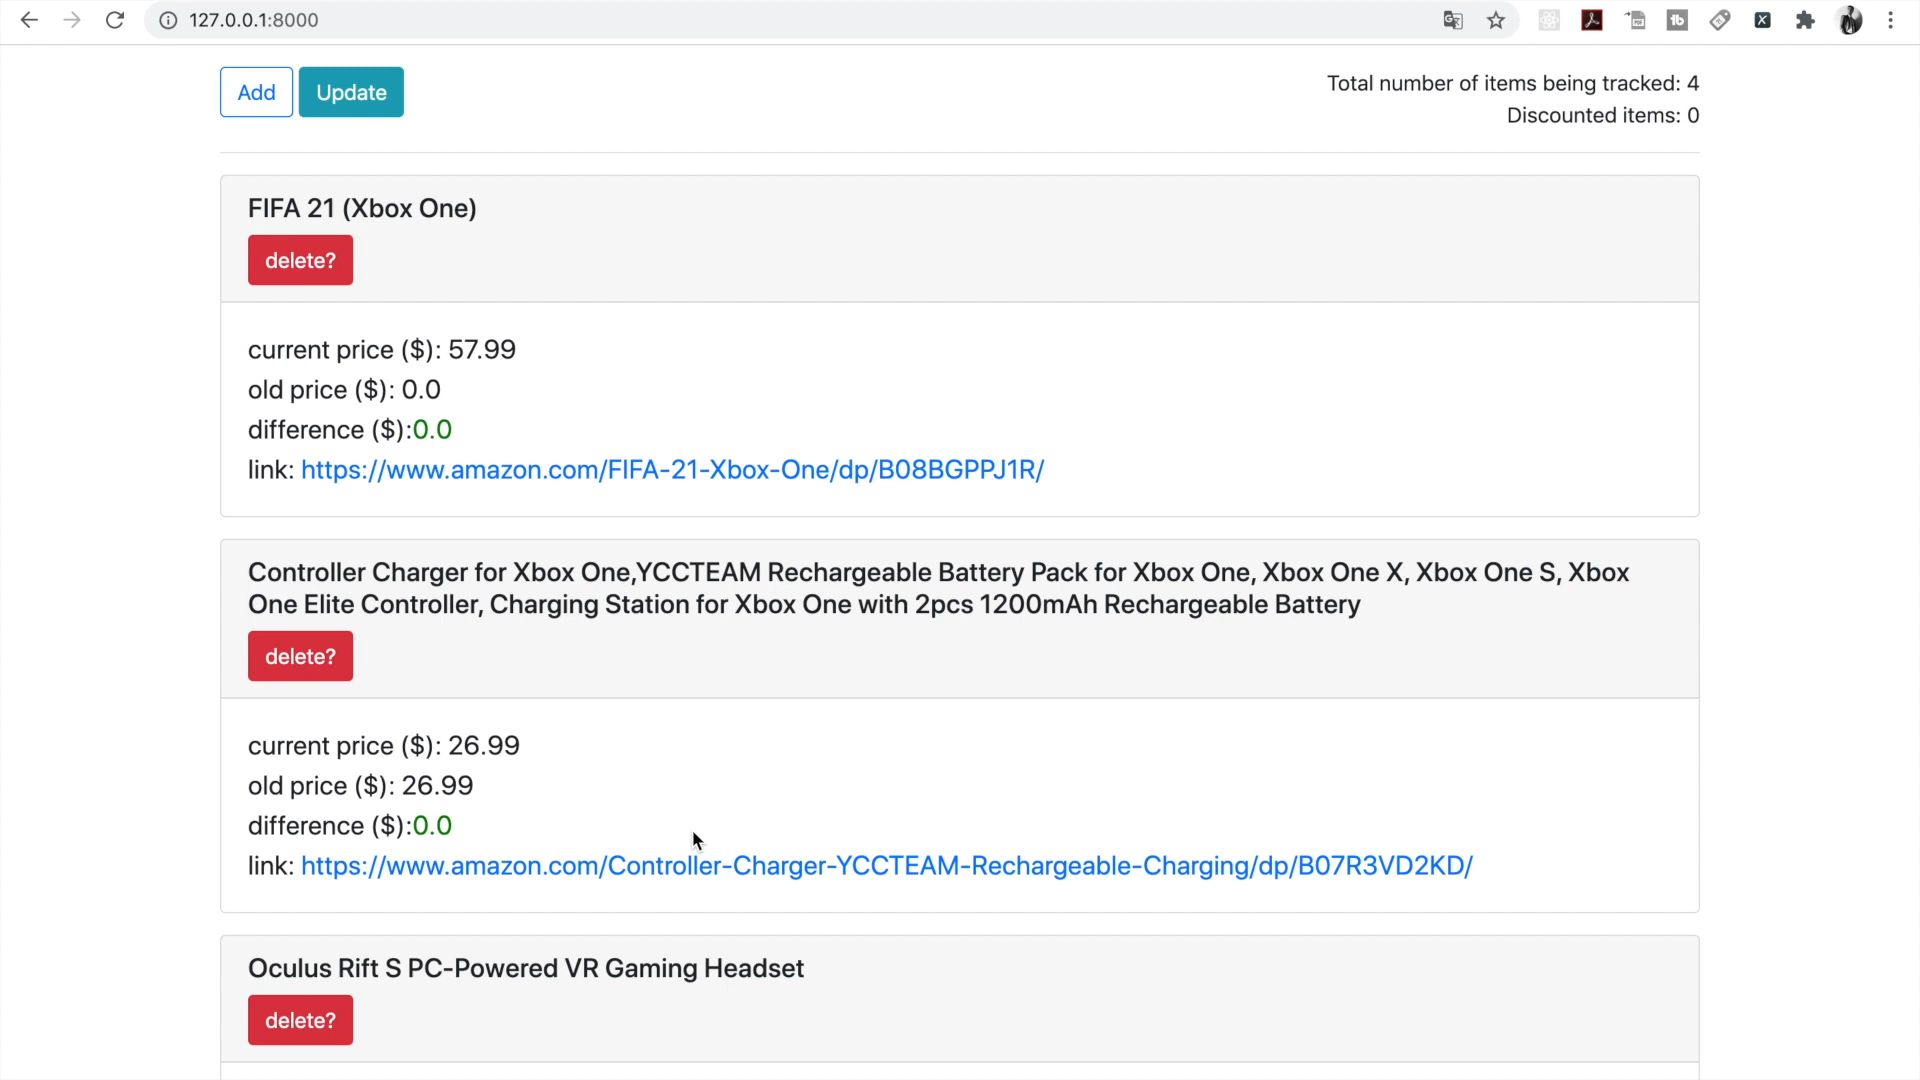 127.0.0.1:8000
Add Update
Total number of items being tracked: 4
Discounted items: 0
FIFA 21 (Xbox One)
delete?
current price ($): 57.99
old price ($): 0.0
difference ($):0.0
link: https://www.amazon.com/FIFA-21-Xbox-One/dp/B08BGPPJ1R/
Controller Charger for Xbox One,YCCTEAM Rechargeable Battery Pack for Xbox One, Xbox One X, Xbox One S, Xbox
One Elite Controller, Charging Station for Xbox One with 2pcs 1200mAh Rechargeable Battery
delete?
current price ($): 26.99
old price ($): 26.99
difference ($):0.0
link: https://www.amazon.com/Controller-Charger-YCCTEAM-Rechargeable-Charging/dp/B07R3VD2KD/
Oculus Rift S PC-Powered VR Gaming Headset
delete?